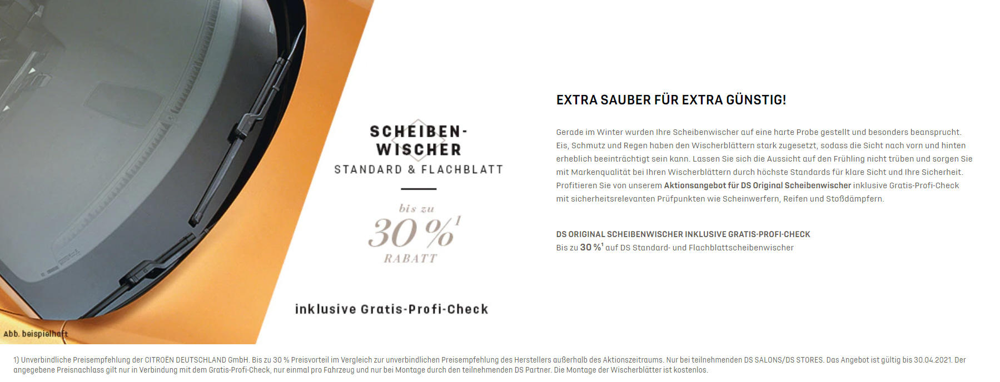 SCHEIBEN-
WISCHER
STANDARD & FLACHBLATT
bis zu
30 %¹
RABATT
inklusive Gratis-Profi-Check
Abb. beispielhaft
EXTRA SAUBER FÜR EXTRA GÜNSTIG!
Gerade im Winter wurden Ihre Scheibenwischer auf eine harte Probe gestellt und besonders beansprucht.
Eis, Schmutz und Regen haben den Wischerblättern stark zugesetzt, sodass die Sicht nach vorn und hinten
erheblich beeinträchtigt sein kann. Lassen Sie sich die Aussicht auf den Frühling nicht trüben und sorgen Sie
mit Markenqualität bei Ihren Wischerblättern durch höchste Standards für klare Sicht und Ihre Sicherheit.
Profitieren Sie von unserem Aktionsangebot für DS Original Scheibenwischer inklusive Gratis-Profi-Check
mit sicherheitsrelevanten Prüfpunkten wie Scheinwerfern, Reifen und Stoßdämpfern.
DS ORIGINAL SCHEIBENWISCHER INKLUSIVE GRATIS-PROFI-CHECK
Bis zu 30 %¹ auf DS Standard- und Flachblattscheibenwischer
1) Unverbindliche Preisempfehlung der CITROËN DEUTSCHLAND GmbH. Bis zu 30 % Preisvorteil im Vergleich zur unverbindlichen Preisempfehlung des Herstellers außerhalb des Aktionszeitraums. Nur bei teilnehmenden DS SALONS/DS STORES. Das Angebot ist gültig bis 30.04.2021. Der
angegebene Preisnachlass gilt nur in Verbindung mit dem Gratis-Profi-Check, nur einmal pro Fahrzeug und nur bei Montage durch den teilnehmenden DS Partner. Die Montage der Wischerblätter ist kostenlos.